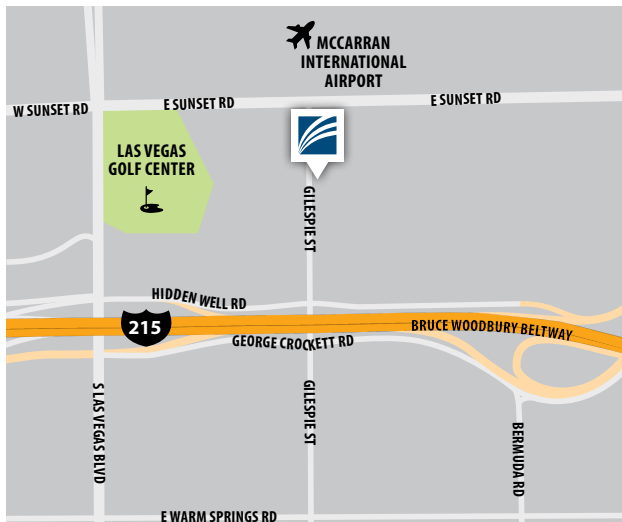 MCCARRAN
INTERNATIONAL
AIRPORT
W SUNSET RD
E SUNSET RD
E SUNSET RD
LAS VEGAS
GOLF CENTER
GILESPIE ST
HIDDEN WELL RD
215
BRUCE WOODBURY BELTWAY
GEORGE CROCKETT RD
S LAS VEGAS BLVD
GILESPIE ST
BERMUDA RD
E WARM SPRINGS RD